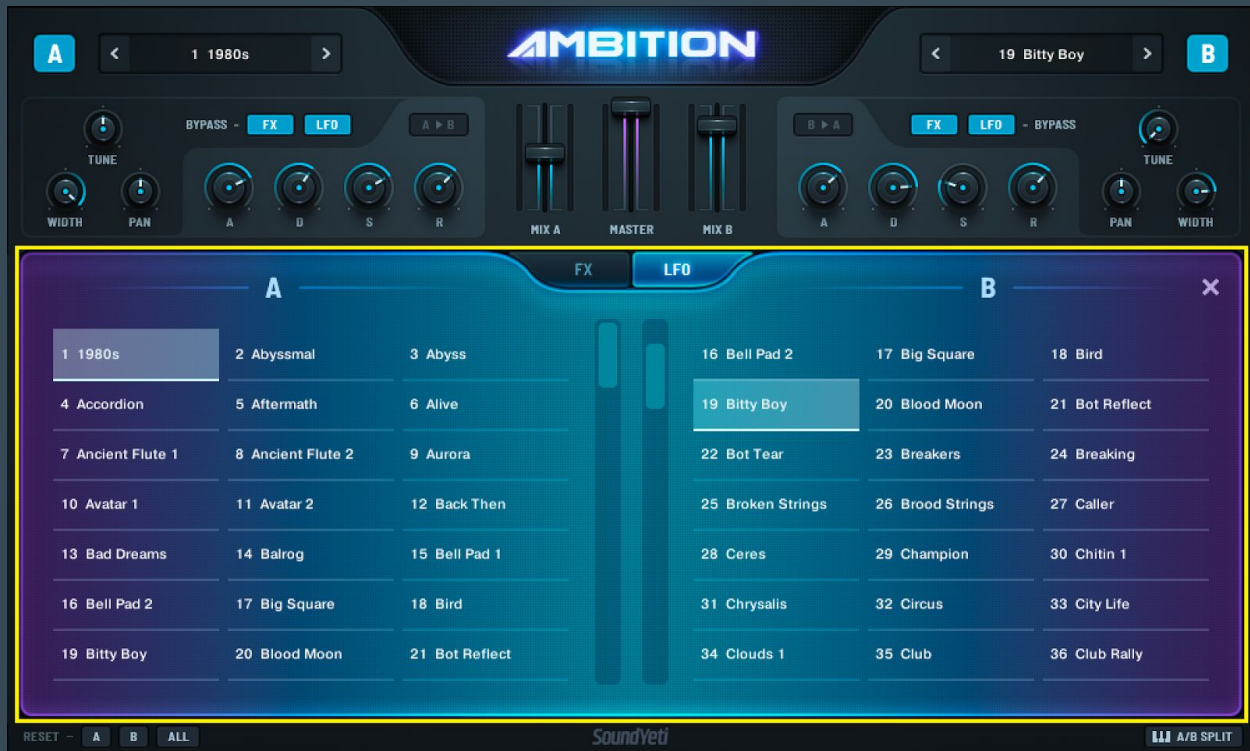 AMBITION
A < 1 1980s > < 19 Bitty Boy > B
BYPASS - FX LFO A ▸ B B ▸ A FX LFO - BYPASS
TUNE TUNE
WIDTH PAN A D S R A D S R PAN WIDTH
MIX A MASTER MIX B
FX LFO
A B ×
1 1980s 2 Abyssmal 3 Abyss 16 Bell Pad 2 17 Big Square 18 Bird
4 Accordion 5 Aftermath 6 Alive 19 Bitty Boy 20 Blood Moon 21 Bot Reflect
7 Ancient Flute 1 8 Ancient Flute 2 9 Aurora 22 Bot Tear 23 Breakers 24 Breaking
10 Avatar 1 11 Avatar 2 12 Back Then 25 Broken Strings 26 Brood Strings 27 Caller
13 Bad Dreams 14 Balrog 15 Bell Pad 1 28 Ceres 29 Champion 30 Chitin 1
16 Bell Pad 2 17 Big Square 18 Bird 31 Chrysalis 32 Circus 33 City Life
19 Bitty Boy 20 Blood Moon 21 Bot Reflect 34 Clouds 1 35 Club 36 Club Rally
RESET - A B ALL SoundYeti A/B SPLIT